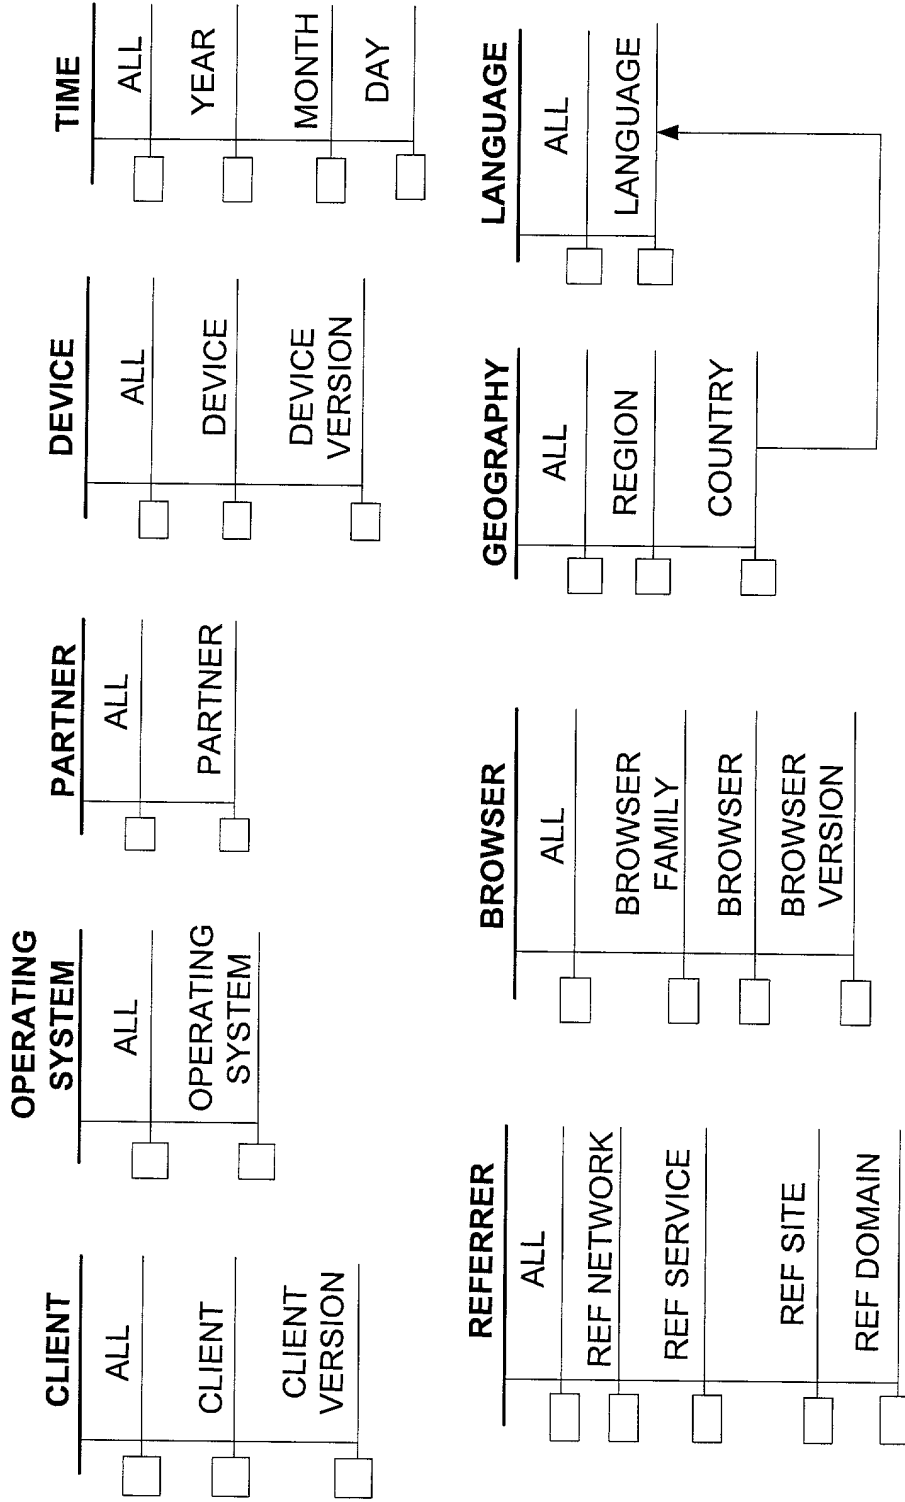 CLIENT
ALL
CLIENT
CLIENT
VERSION
OPERATING
SYSTEM
ALL
OPERATING
SYSTEM
PARTNER
ALL
PARTNER
DEVICE
ALL
DEVICE
DEVICE
VERSION
TIME
ALL
YEAR
MONTH
DAY
REFERRER
ALL
REF NETWORK
REF SERVICE
REF SITE
REF DOMAIN
BROWSER
ALL
BROWSER
FAMILY
BROWSER
BROWSER
VERSION
GEOGRAPHY
ALL
REGION
COUNTRY
LANGUAGE
ALL
LANGUAGE